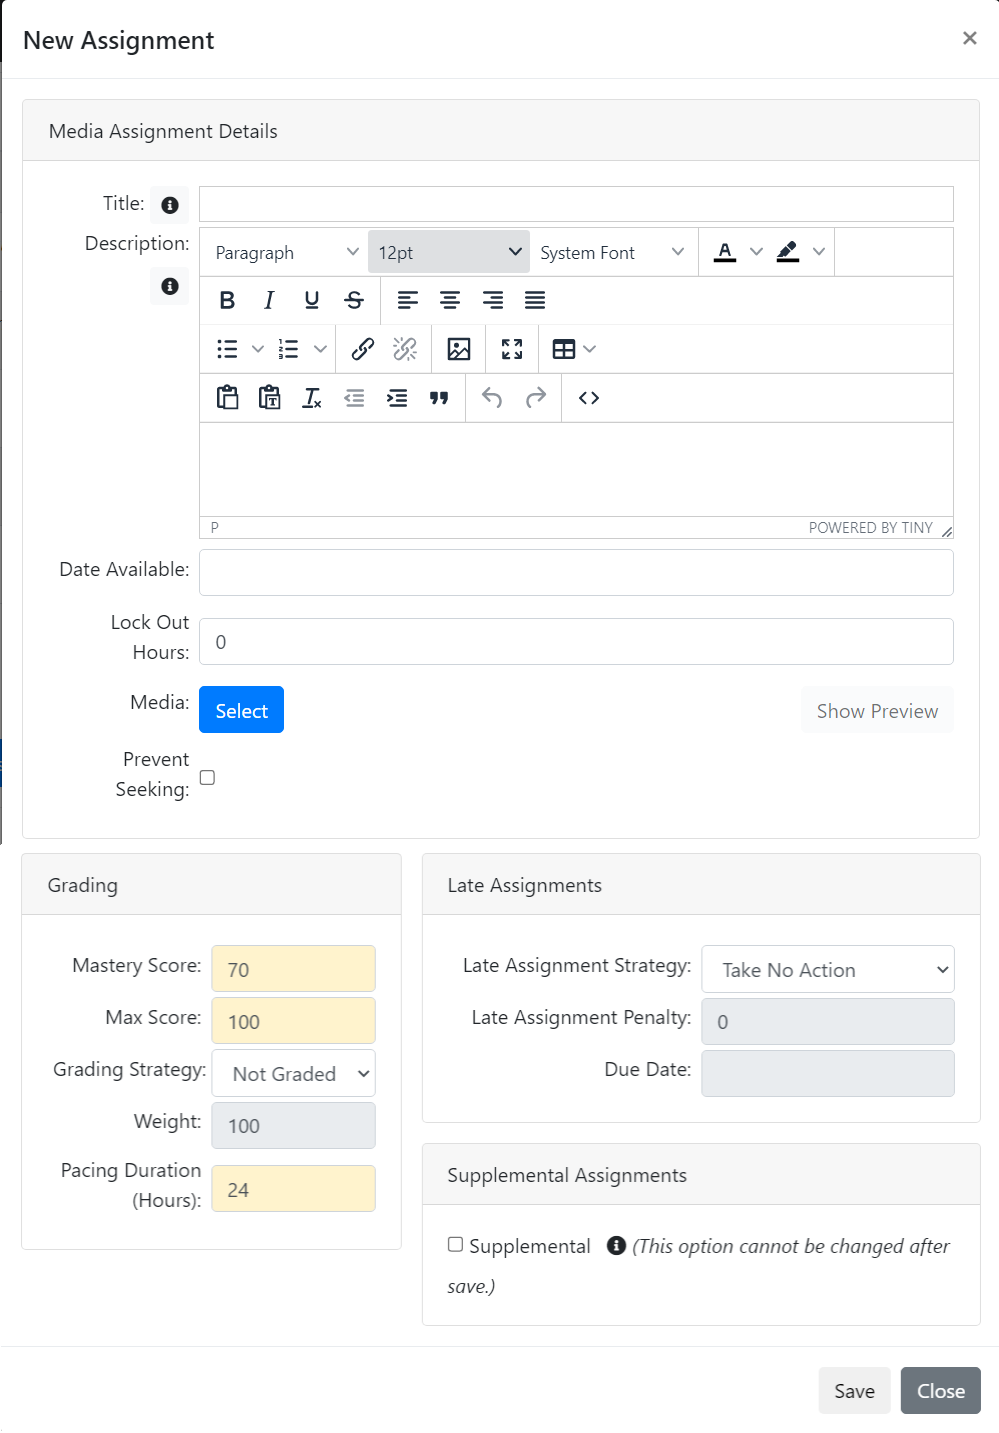 New Assignment
×
Media Assignment Details
Title:
Description:
Paragraph 12pt System Font A
B I U S
P POWERED BY TINY
Date Available:
Lock Out
Hours:
0
Media: Select Show Preview
Prevent
Seeking:
Grading
Mastery Score: 70
Max Score: 100
Grading Strategy: Not Graded
Weight: 100
Pacing Duration
(Hours):
24
Late Assignments
Late Assignment Strategy: Take No Action
Late Assignment Penalty: 0
Due Date:
Supplemental Assignments
Supplemental (This option cannot be changed after
save.)
Save Close